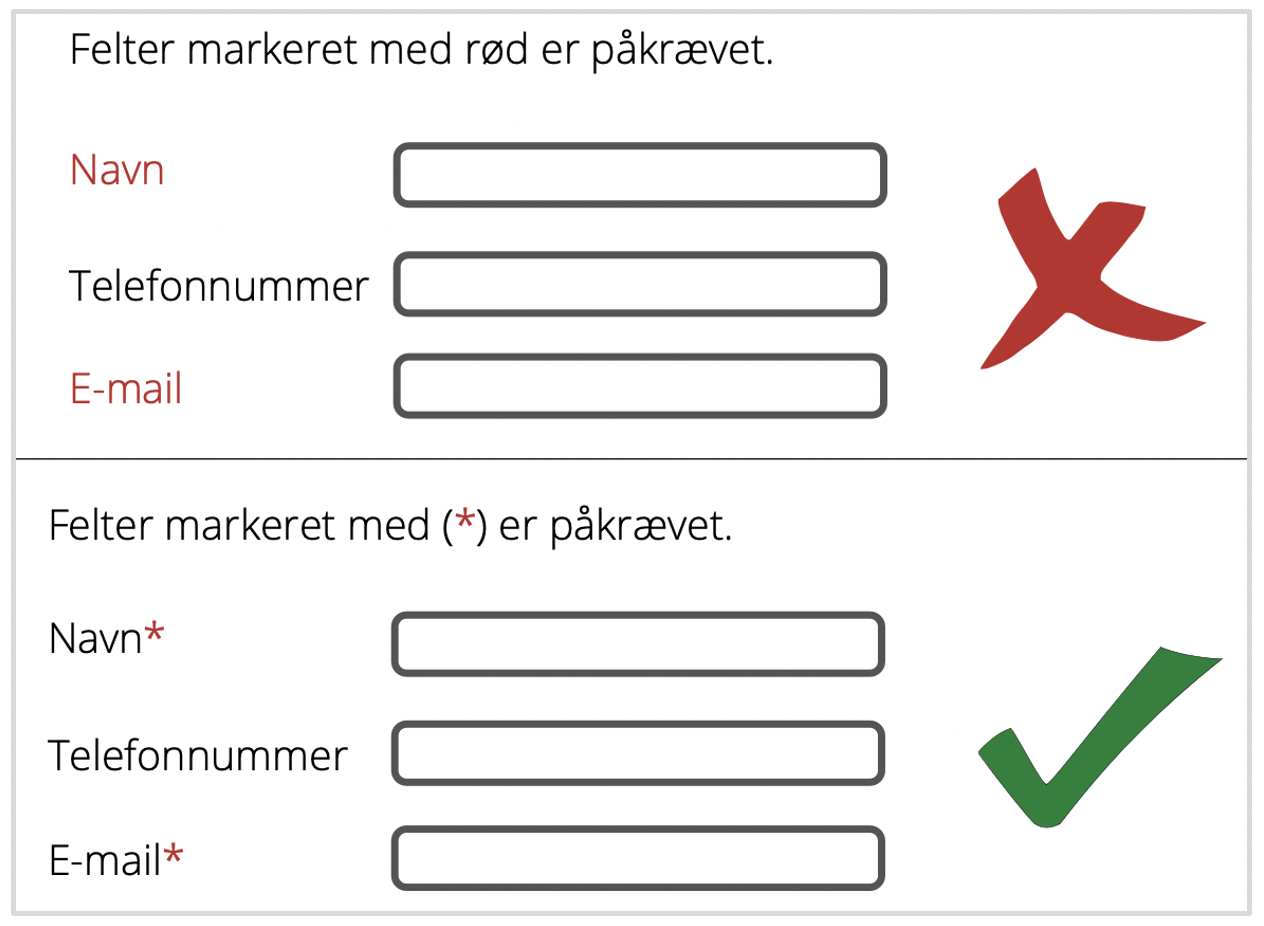 Felter markeret med rød er påkrævet.
Navn
Telefonnummer
E-mail
Felter markeret med (*) er påkrævet.
Navn*
Telefonnummer
E-mail*